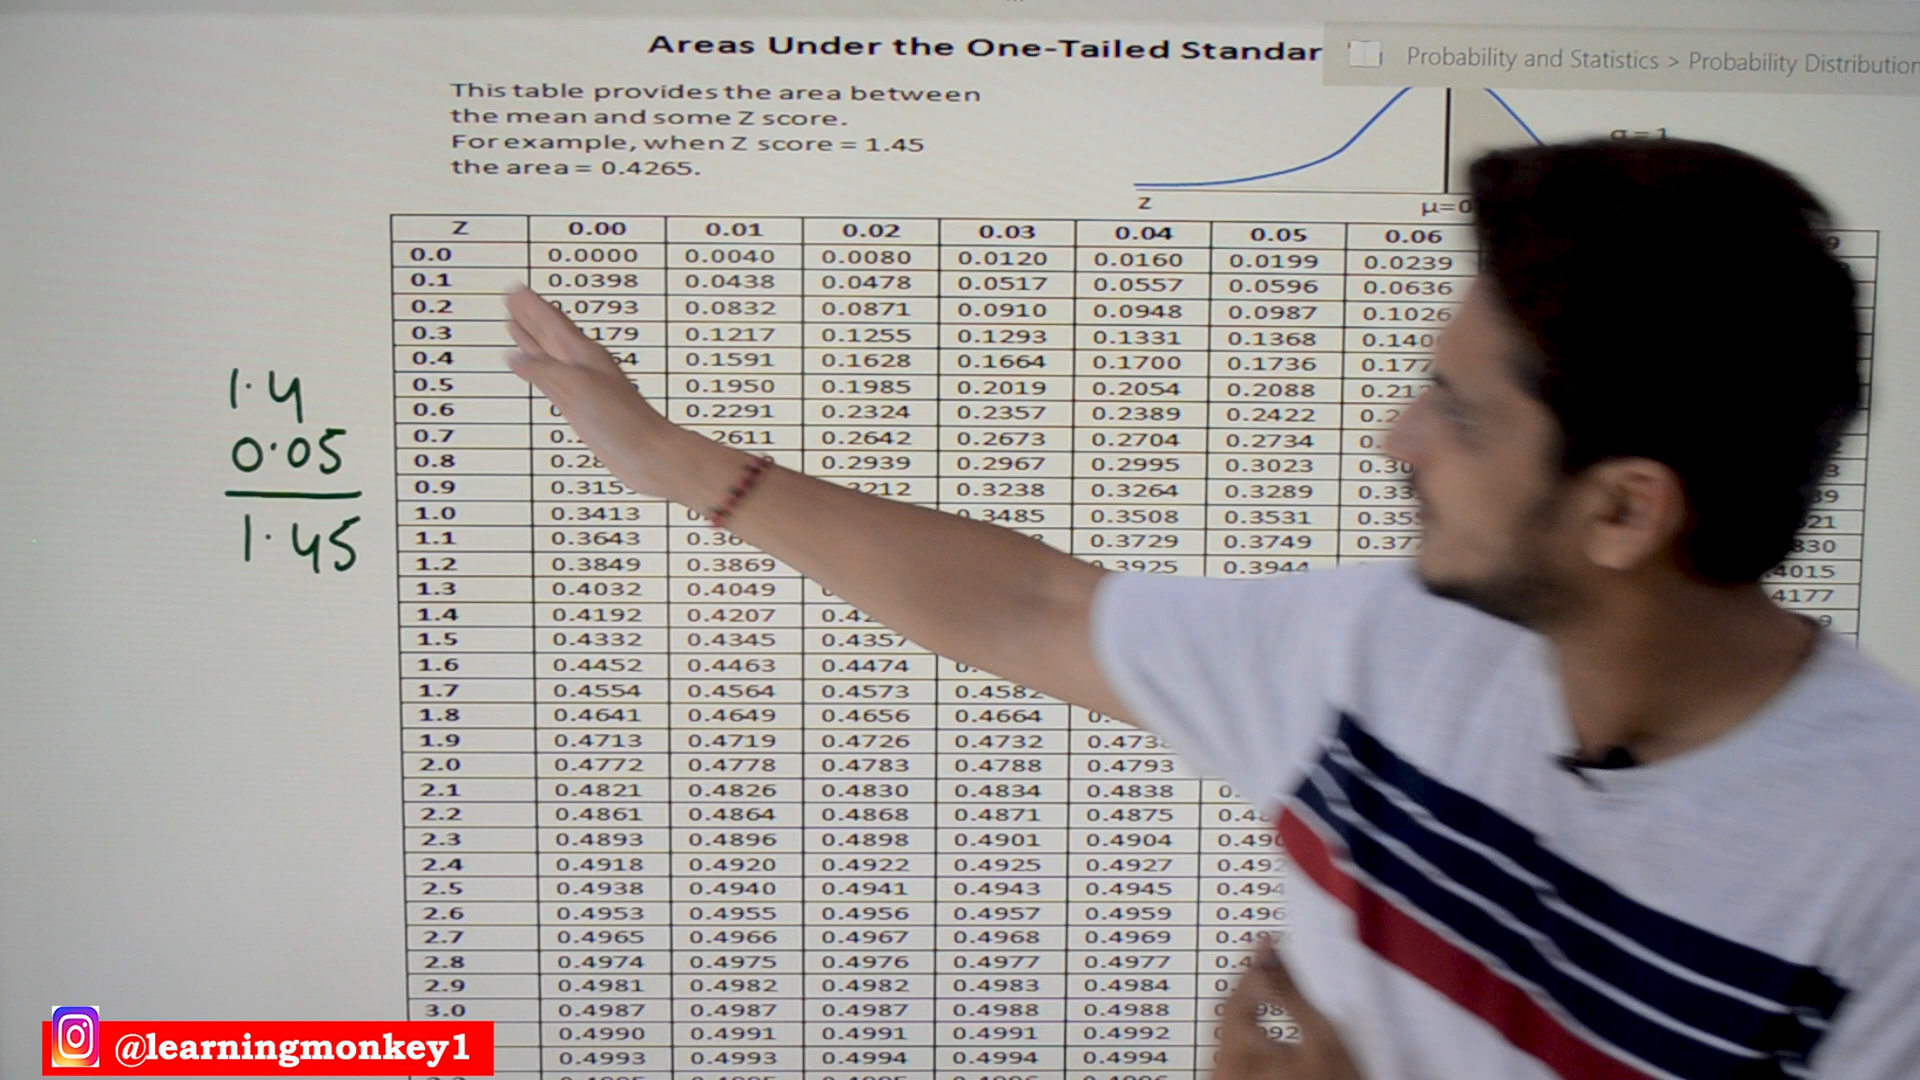 Areas Under the One-Tailed Standar
Probability and Statistics > Probability Distribution
This table provides the area between
the mean and some Z score.
For example, when Z score = 1.45
the area = 0.4265.
σ = 1
Z
μ=0
Z 0.00 0.01 0.02 0.03 0.04 0.05 0.06
0.0 0.0000 0.0040 0.0080 0.0120 0.0160 0.0199 0.0239
0.1 0.0398 0.0438 0.0478 0.0517 0.0557 0.0596 0.0636
0.2 0.0793 0.0832 0.0871 0.0910 0.0948 0.0987 0.1026
0.3 0.1217 0.1255 0.1293 0.1331 0.1368
0.4 0.1591 0.1628 0.1664 0.1700 0.1736
0.5 0.1950 0.1985 0.2019 0.2054 0.2088
0.6 0.2291 0.2324 0.2357 0.2389 0.2422
0.7 0.2642 0.2673 0.2704 0.2734
0.8 0.2939 0.2967 0.2995 0.3023
0.9 0.3238 0.3264 0.3289
1.0 0.3413 0.3485 0.3508 0.3531
1.1 0.3643 0.3729 0.3749
1.2 0.3849 0.3869 0.3925 0.3944 .4015
1.3 0.4032 0.4049 .4177
1.4 0.4192 0.4207
1.5 0.4332 0.4345 0.4357
1.6 0.4452 0.4463 0.4474
1.7 0.4554 0.4564 0.4573 0.4582
1.8 0.4641 0.4649 0.4656 0.4664
1.9 0.4713 0.4719 0.4726 0.4732 0.4738
2.0 0.4772 0.4778 0.4783 0.4788 0.4793
2.1 0.4821 0.4826 0.4830 0.4834 0.4838
2.2 0.4861 0.4864 0.4868 0.4871 0.4875
2.3 0.4893 0.4896 0.4898 0.4901 0.4904
2.4 0.4918 0.4920 0.4922 0.4925 0.4927
2.5 0.4938 0.4940 0.4941 0.4943 0.4945
2.6 0.4953 0.4955 0.4956 0.4957 0.4959
2.7 0.4965 0.4966 0.4967 0.4968 0.4969
2.8 0.4974 0.4975 0.4976 0.4977 0.4977
2.9 0.4981 0.4982 0.4982 0.4983 0.4984
3.0 0.4987 0.4987 0.4987 0.4988 0.4988
0.4990 0.4991 0.4991 0.4991 0.4992
0.4993 0.4993 0.4994 0.4994 0.4994
1.4
0.05
1.45
@learningmonkey1